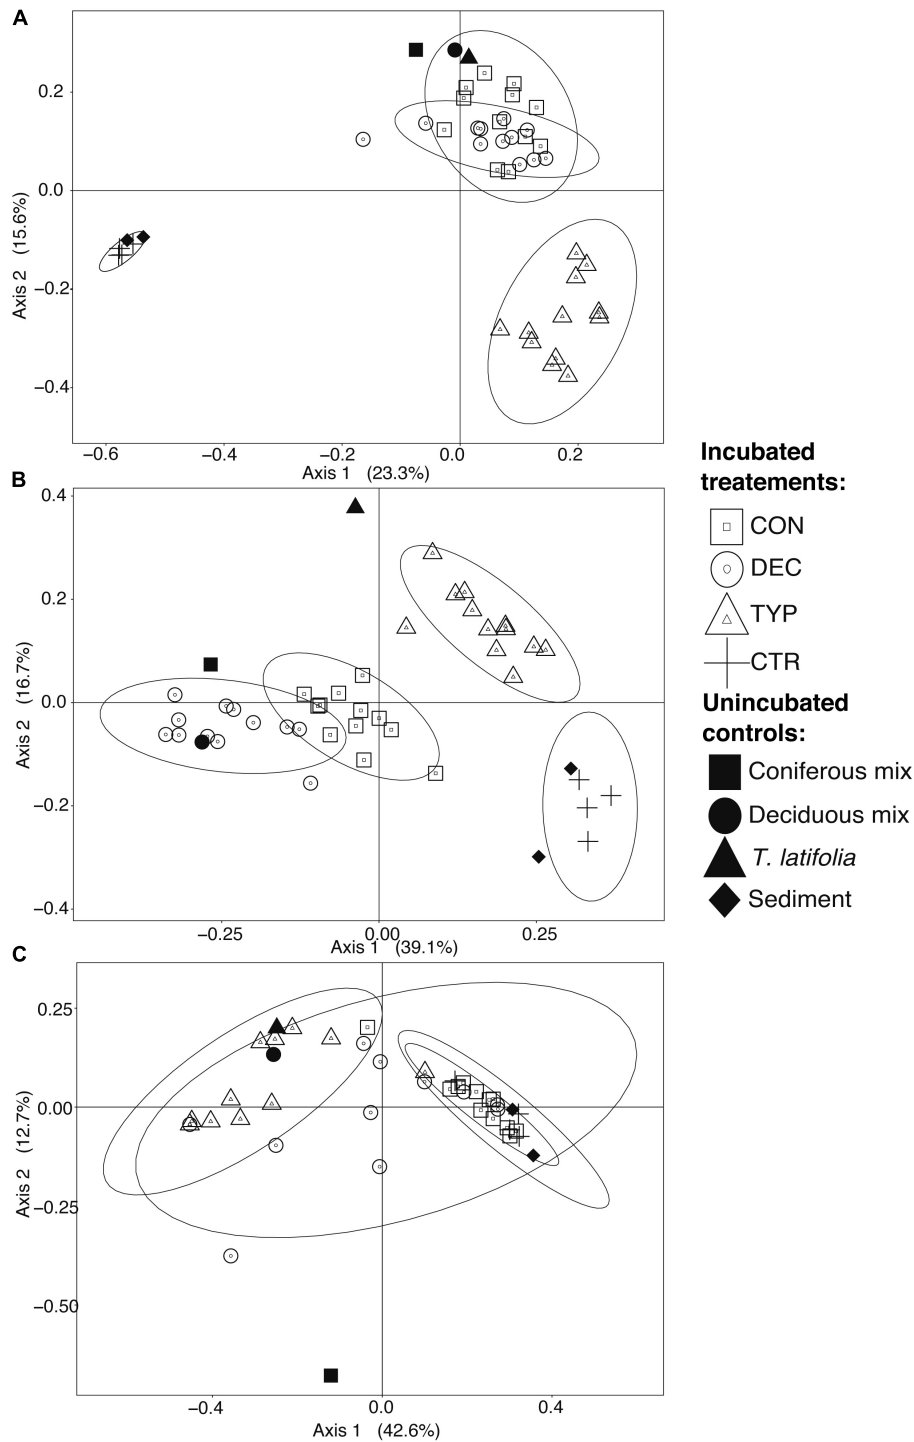 A
0.2
0.0
−0.2
−0.4
Axis 2 (15.6%)
−0.6
−0.4
−0.2
0.0
0.2
Axis 1 (23.3%)
B
0.4
0.2
0.0
−0.2
−0.4
Axis 2 (16.7%)
−0.25
0.00
0.25
Axis 1 (39.1%)
C
0.25
0.00
−0.25
−0.50
Axis 2 (12.7%)
−0.4
0.0
0.4
Axis 1 (42.6%)
Incubated
treatements:
CON
DEC
TYP
CTR
Unincubated
controls:
Coniferous mix
Deciduous mix
T. latifolia
Sediment